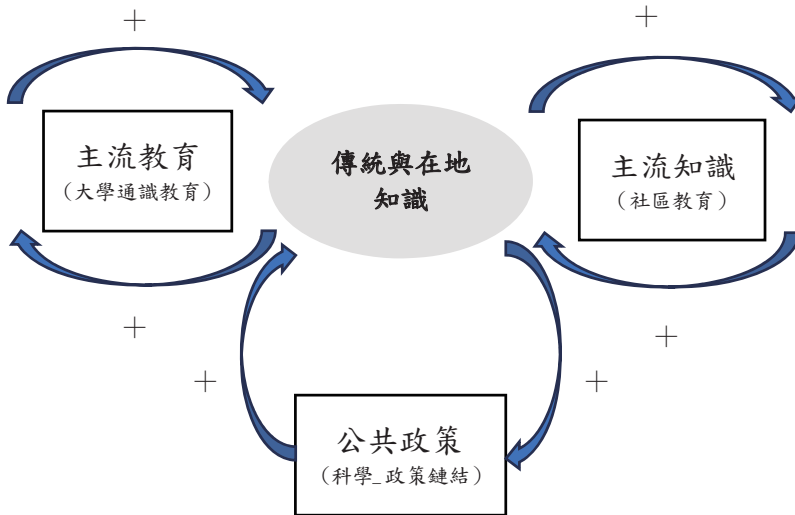 +
+
主流教育
（大學通識教育）
傳統與在地
知識
主流知識
（社區教育）
+
+
+
+
公共政策
（科學_政策鏈結）